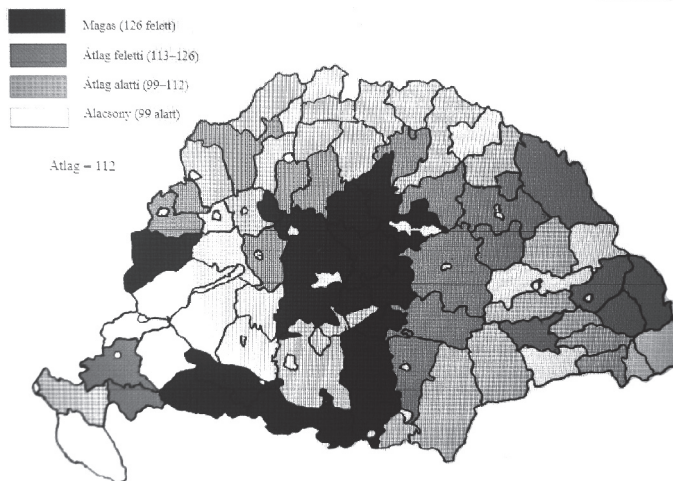 Magas (126 felett)
Átlag feletti (113–126)
Átlag alatti (99–112)
Alacsony (99 alatt)
Átlag = 112